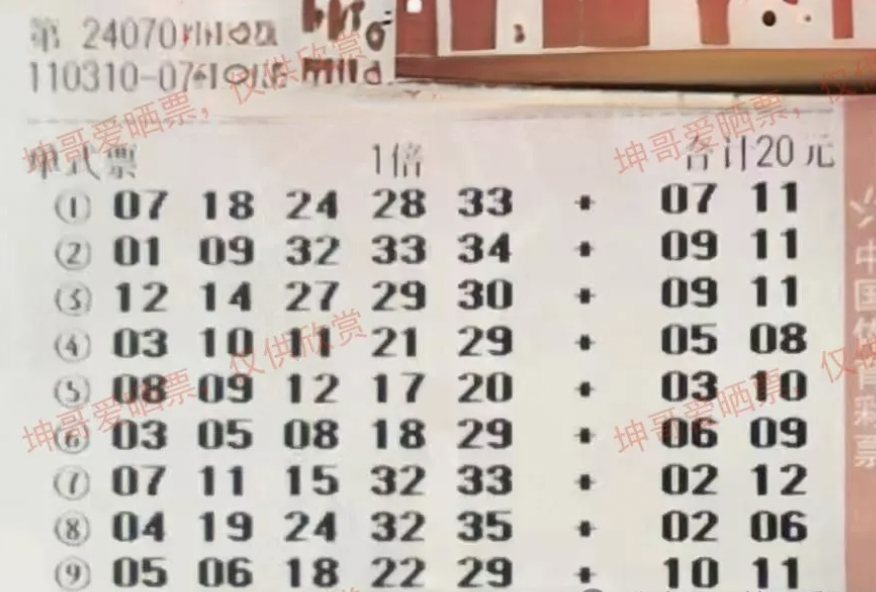 第 24070
110310-07
坤哥爱晒票，仅供欣赏
坤哥爱晒票，仅供
单式票 1倍 合计20元
① 07 18 24 28 33 + 07 11
② 01 09 32 33 34 + 09 11
③ 12 14 27 29 30 + 09 11
④ 03 10 11 21 29 + 05 08
⑤ 08 09 12 17 20 + 03 10
⑥ 03 05 08 18 29 + 06 09
⑦ 07 11 15 32 33 + 02 12
⑧ 04 19 24 32 35 + 02 06
⑨ 05 06 18 22 29 + 10 11
坤哥爱晒票，仅供欣赏
坤哥爱晒票，仅
中国体育彩票